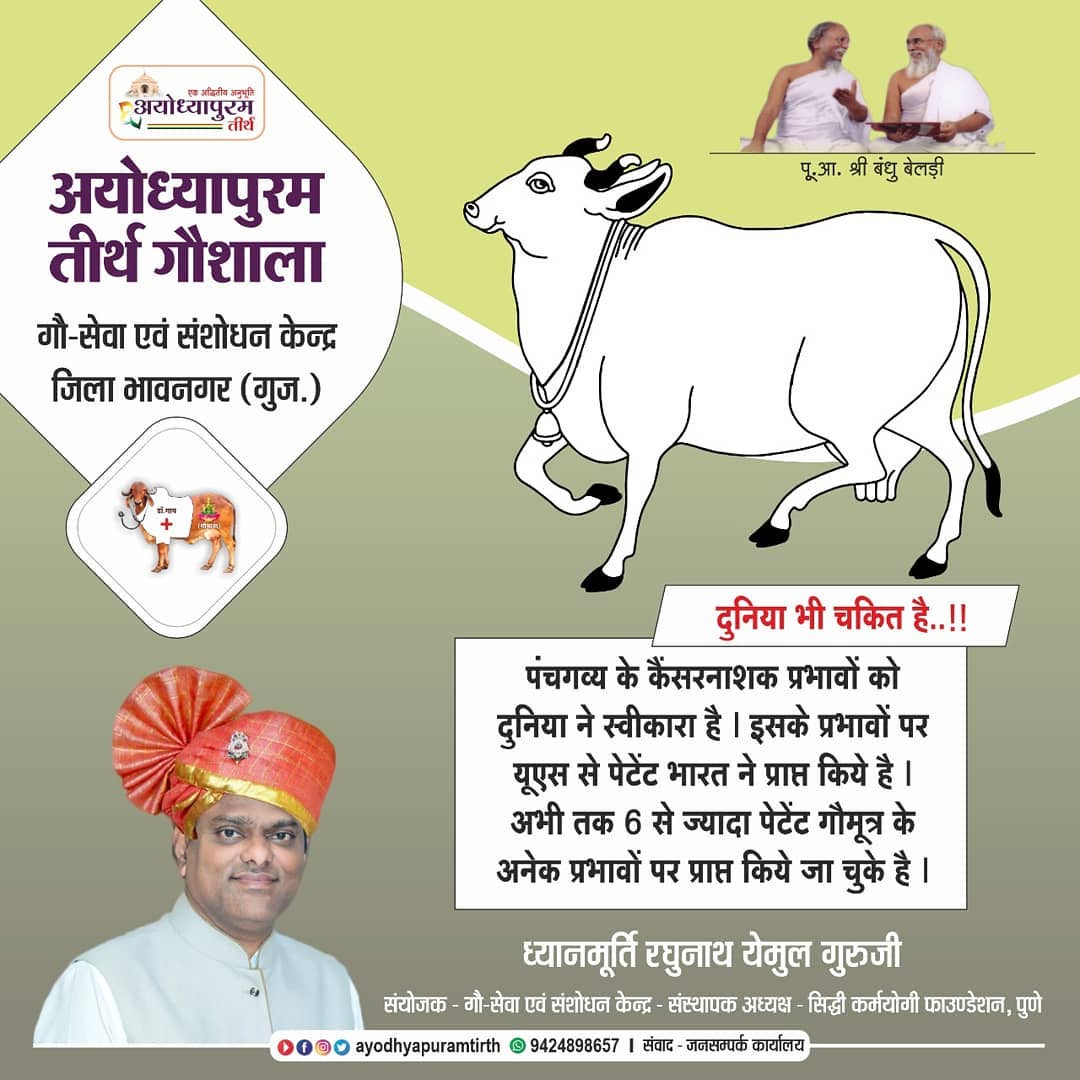 एक अद्वितीय अनुभूति
अयोध्यापुरम
तीर्थ
अयोध्यापुरम
तीर्थ गौशाला
गौ-सेवा एवं संशोधन केन्द्र
जिला भावनगर (गुज.)
डॉ.गाय
(गौमाता)
पू.आ. श्री बंधु बेलड़ी
दुनिया भी चकित है..!!
पंचगव्य के कैंसरनाशक प्रभावों को
दुनिया ने स्वीकारा है । इसके प्रभावों पर
यूएस से पेटेंट भारत ने प्राप्त किये है ।
अभी तक 6 से ज्यादा पेटेंट गौमूत्र के
अनेक प्रभावों पर प्राप्त किये जा चुके है ।
ध्यानमूर्ति रघुनाथ येमुल गुरुजी
संयोजक - गौ-सेवा एवं संशोधन केन्द्र - संस्थापक अध्यक्ष - सिद्धी कर्मयोगी फाउण्डेशन, पुणे
ayodhyapuramtirth 9424898657 | संवाद - जनसम्पर्क कार्यालय